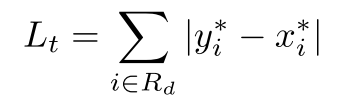 L_t = \sum_{i \in R_d} |y_i^* - x_i^*|